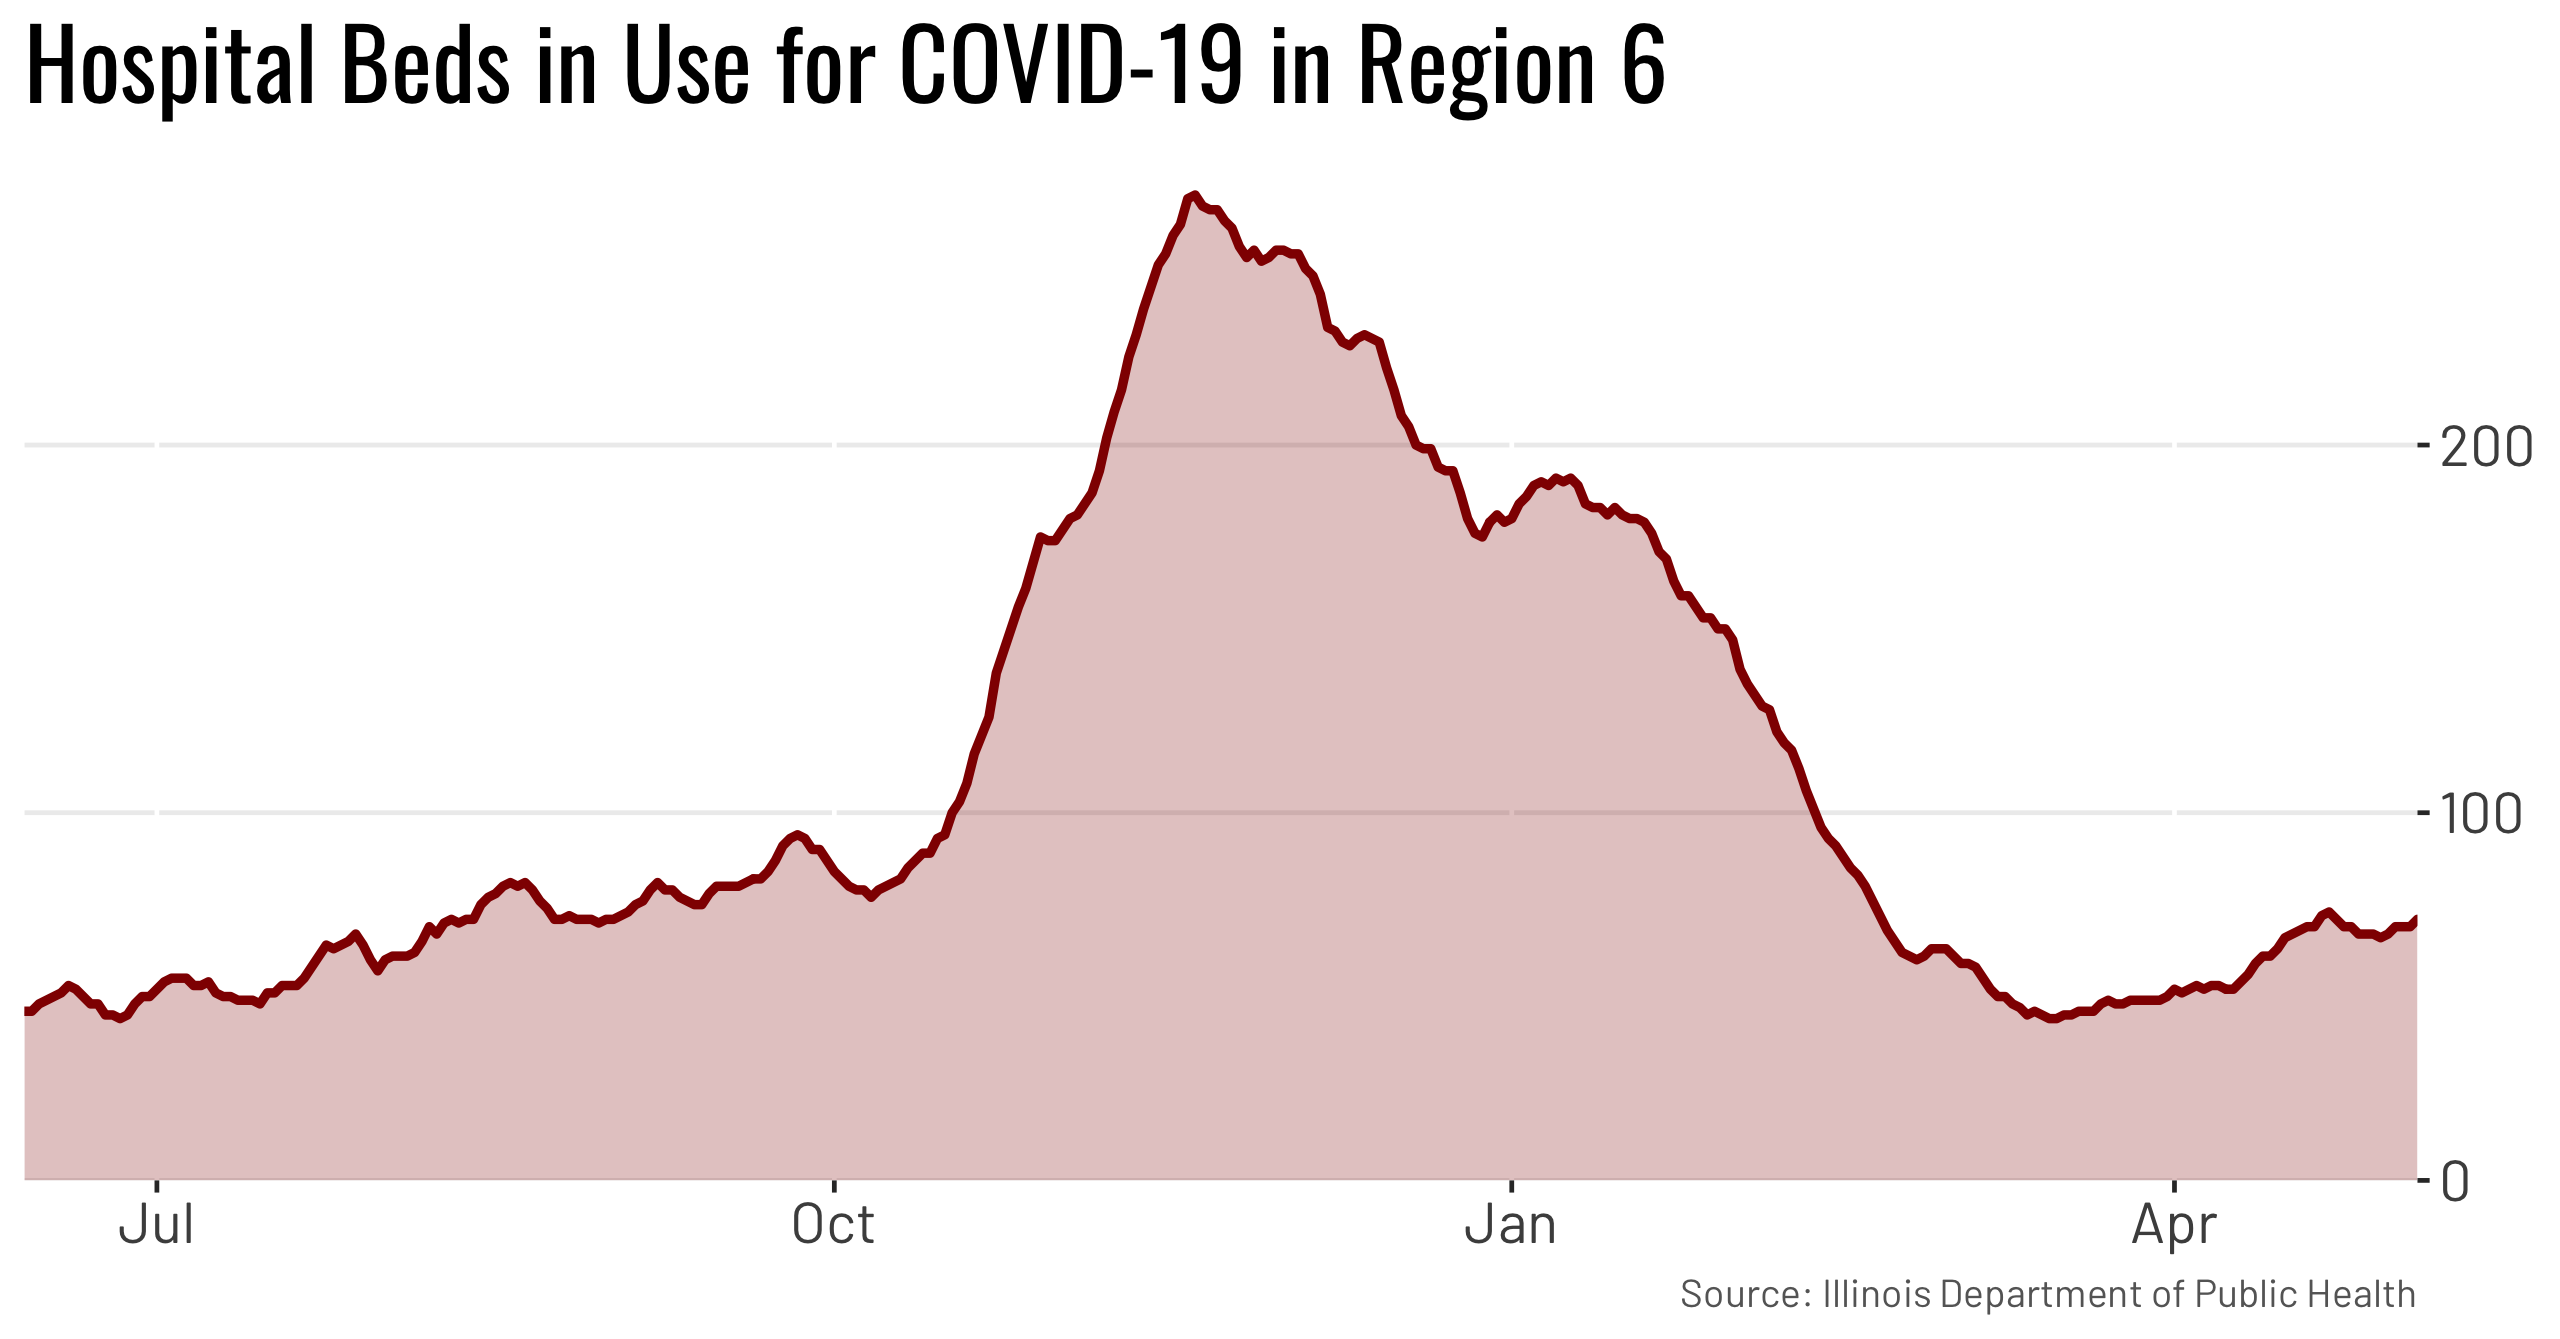 Hospital Beds in Use for COVID-19 in Region 6
200
100
0
Jul Oct Jan Apr
Source: Illinois Department of Public Health